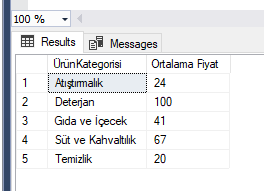 100 %
Results Messages
ÜrünKategorisi Ortalama Fiyat
1 Atıştırmalık 24
2 Deterjan 100
3 Gıda ve İçecek 41
4 Süt ve Kahvaltılık 67
5 Temizlik 20